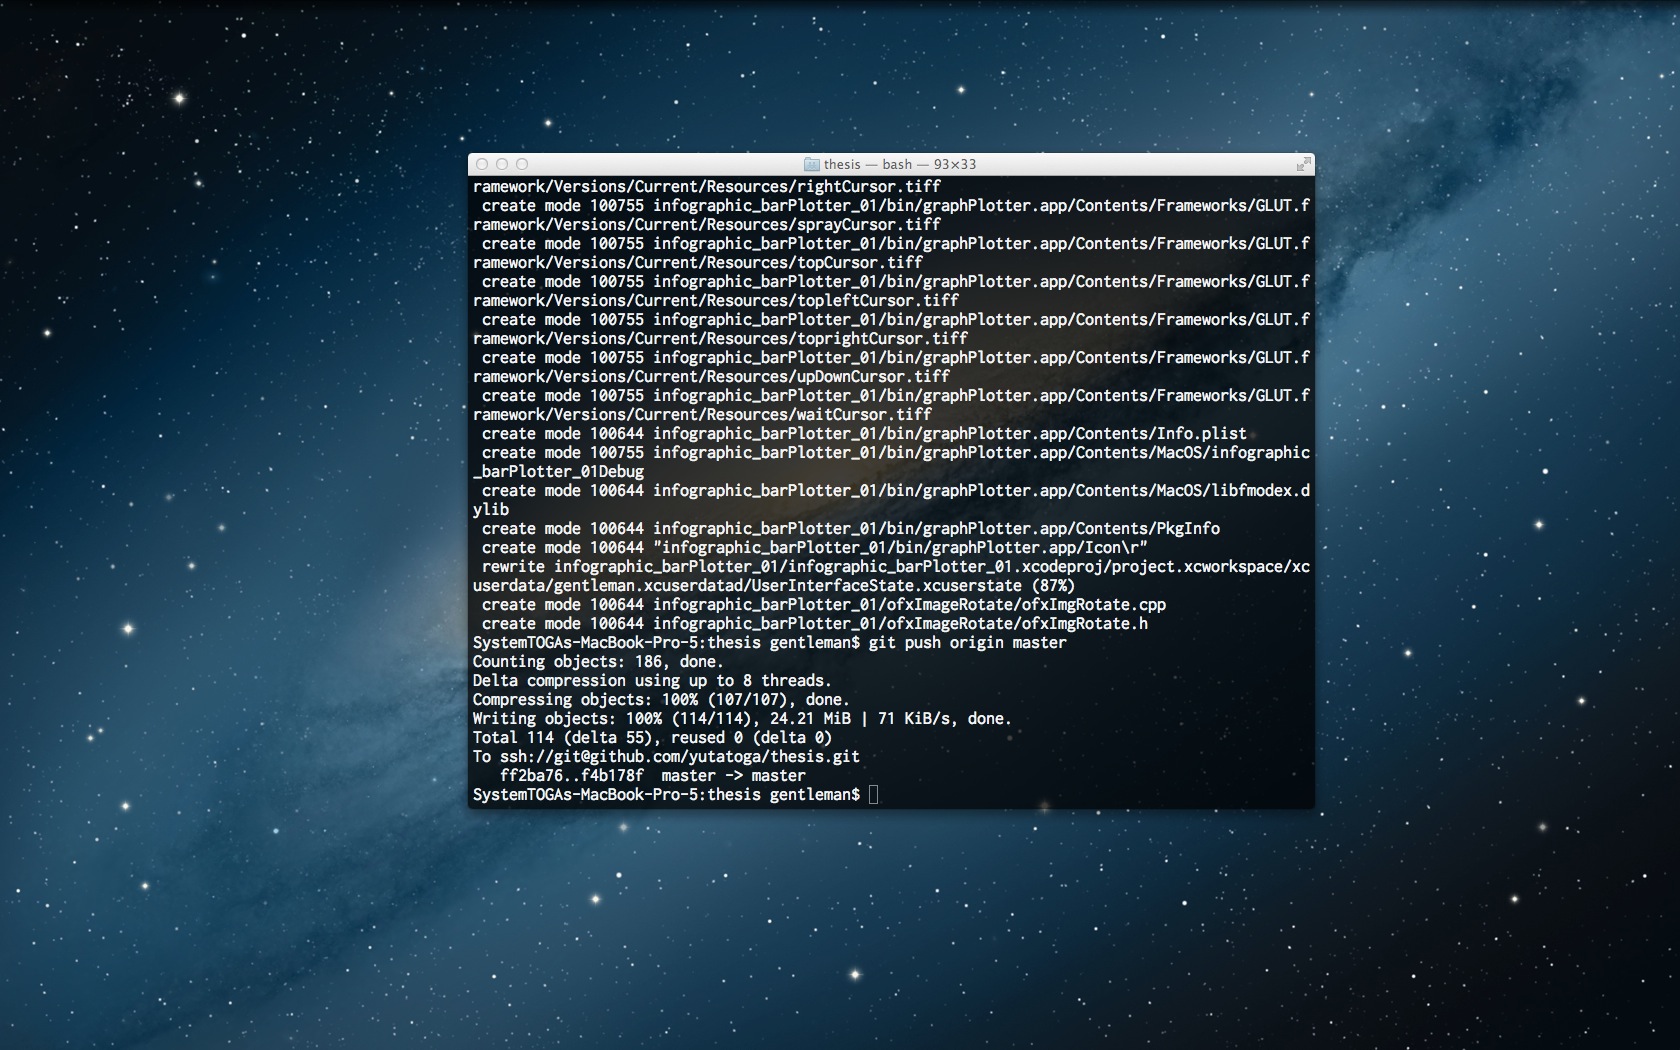 thesis — bash — 93×33
ramework/Versions/Current/Resources/rightCursor.tiff
 create mode 100755 infographic_barPlotter_01/bin/graphPlotter.app/Contents/Frameworks/GLUT.f
ramework/Versions/Current/Resources/sprayCursor.tiff
 create mode 100755 infographic_barPlotter_01/bin/graphPlotter.app/Contents/Frameworks/GLUT.f
ramework/Versions/Current/Resources/topCursor.tiff
 create mode 100755 infographic_barPlotter_01/bin/graphPlotter.app/Contents/Frameworks/GLUT.f
ramework/Versions/Current/Resources/topleftCursor.tiff
 create mode 100755 infographic_barPlotter_01/bin/graphPlotter.app/Contents/Frameworks/GLUT.f
ramework/Versions/Current/Resources/toprightCursor.tiff
 create mode 100755 infographic_barPlotter_01/bin/graphPlotter.app/Contents/Frameworks/GLUT.f
ramework/Versions/Current/Resources/upDownCursor.tiff
 create mode 100755 infographic_barPlotter_01/bin/graphPlotter.app/Contents/Frameworks/GLUT.f
ramework/Versions/Current/Resources/waitCursor.tiff
 create mode 100644 infographic_barPlotter_01/bin/graphPlotter.app/Contents/Info.plist
 create mode 100755 infographic_barPlotter_01/bin/graphPlotter.app/Contents/MacOS/infographic
_barPlotter_01Debug
 create mode 100644 infographic_barPlotter_01/bin/graphPlotter.app/Contents/MacOS/libfmodex.d
ylib
 create mode 100644 infographic_barPlotter_01/bin/graphPlotter.app/Contents/PkgInfo
 create mode 100644 "infographic_barPlotter_01/bin/graphPlotter.app/Icon\r"
 rewrite infographic_barPlotter_01/infographic_barPlotter_01.xcodeproj/project.xcworkspace/xc
userdata/gentleman.xcuserdatad/UserInterfaceState.xcuserstate (87%)
 create mode 100644 infographic_barPlotter_01/ofxImageRotate/ofxImgRotate.cpp
 create mode 100644 infographic_barPlotter_01/ofxImageRotate/ofxImgRotate.h
SystemTOGAs-MacBook-Pro-5:thesis gentleman$ git push origin master
Counting objects: 186, done.
Delta compression using up to 8 threads.
Compressing objects: 100% (107/107), done.
Writing objects: 100% (114/114), 24.21 MiB | 71 KiB/s, done.
Total 114 (delta 55), reused 0 (delta 0)
To ssh://git@github.com/yutatoga/thesis.git
   ff2ba76..f4b178f  master -> master
SystemTOGAs-MacBook-Pro-5:thesis gentleman$